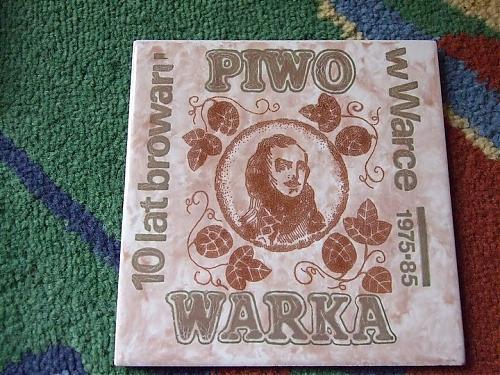 PIWO
10 lat browaru
w Warce
1975-85
WARKA